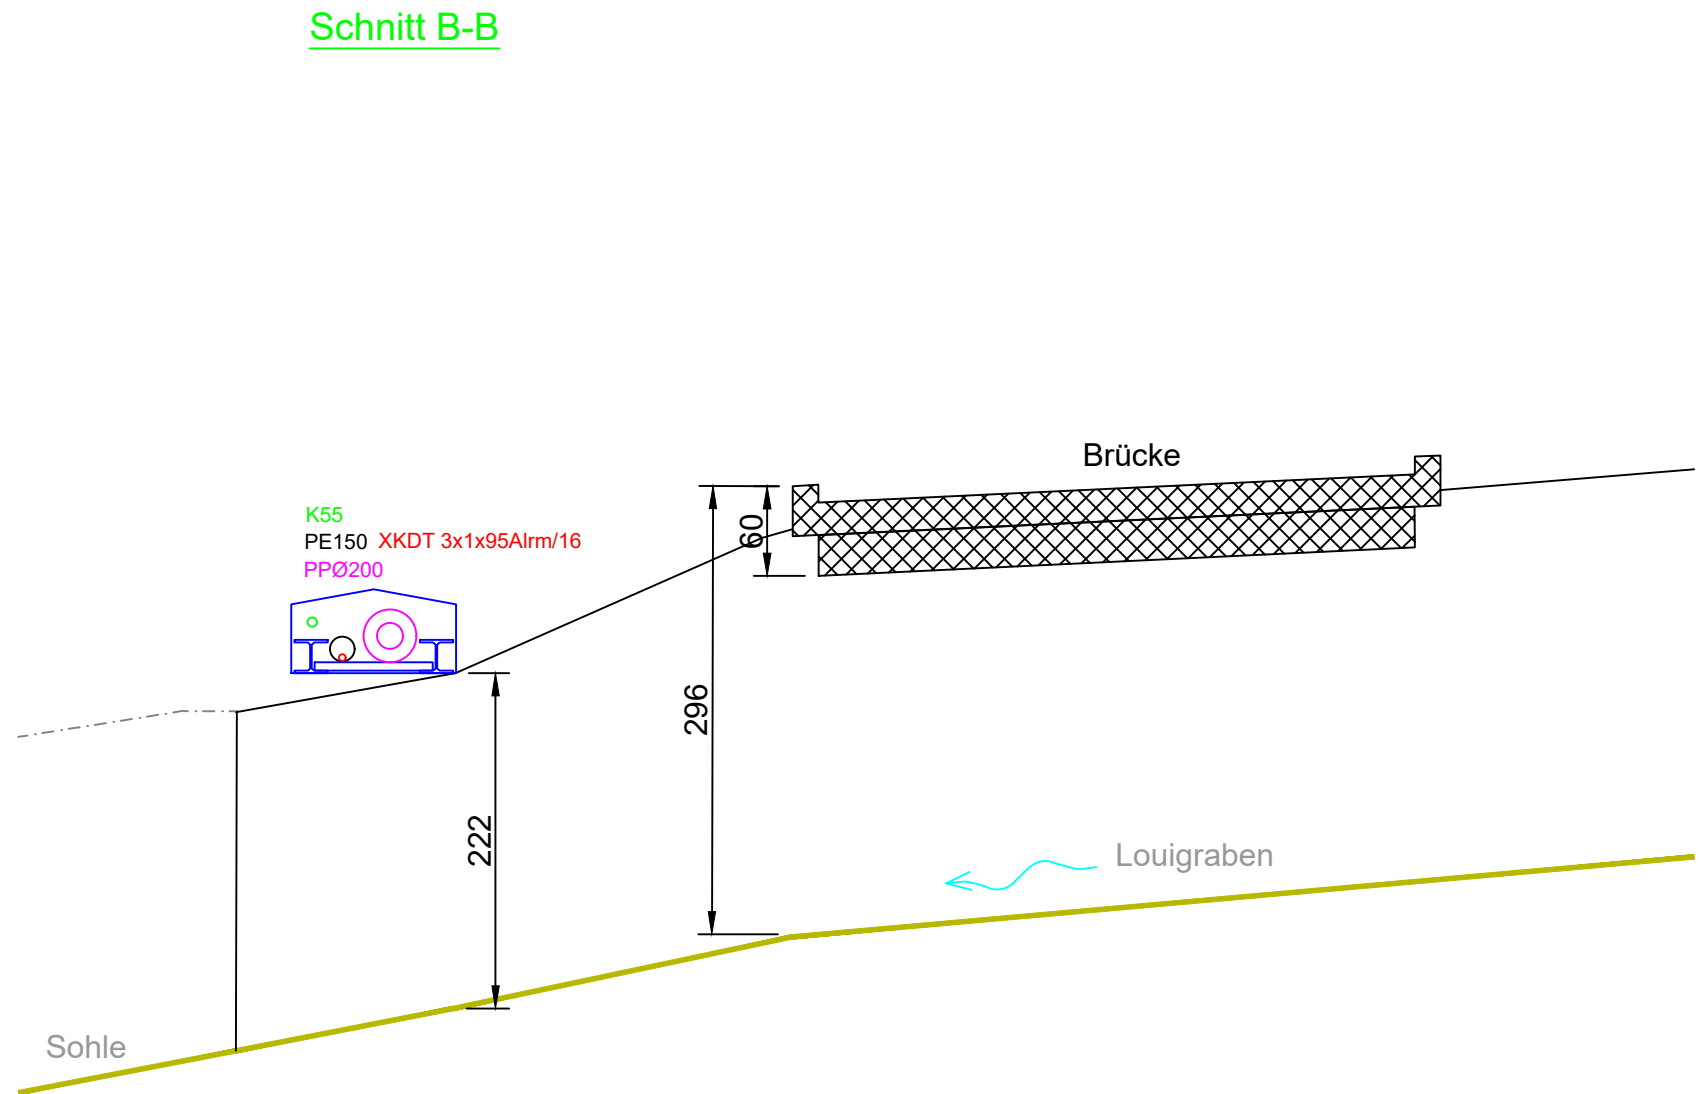 Schnitt B-B
Brücke
K55
PE150 XKDT 3x1x95Alrm/16
PPØ200
60
296
222
Louigraben
Sohle